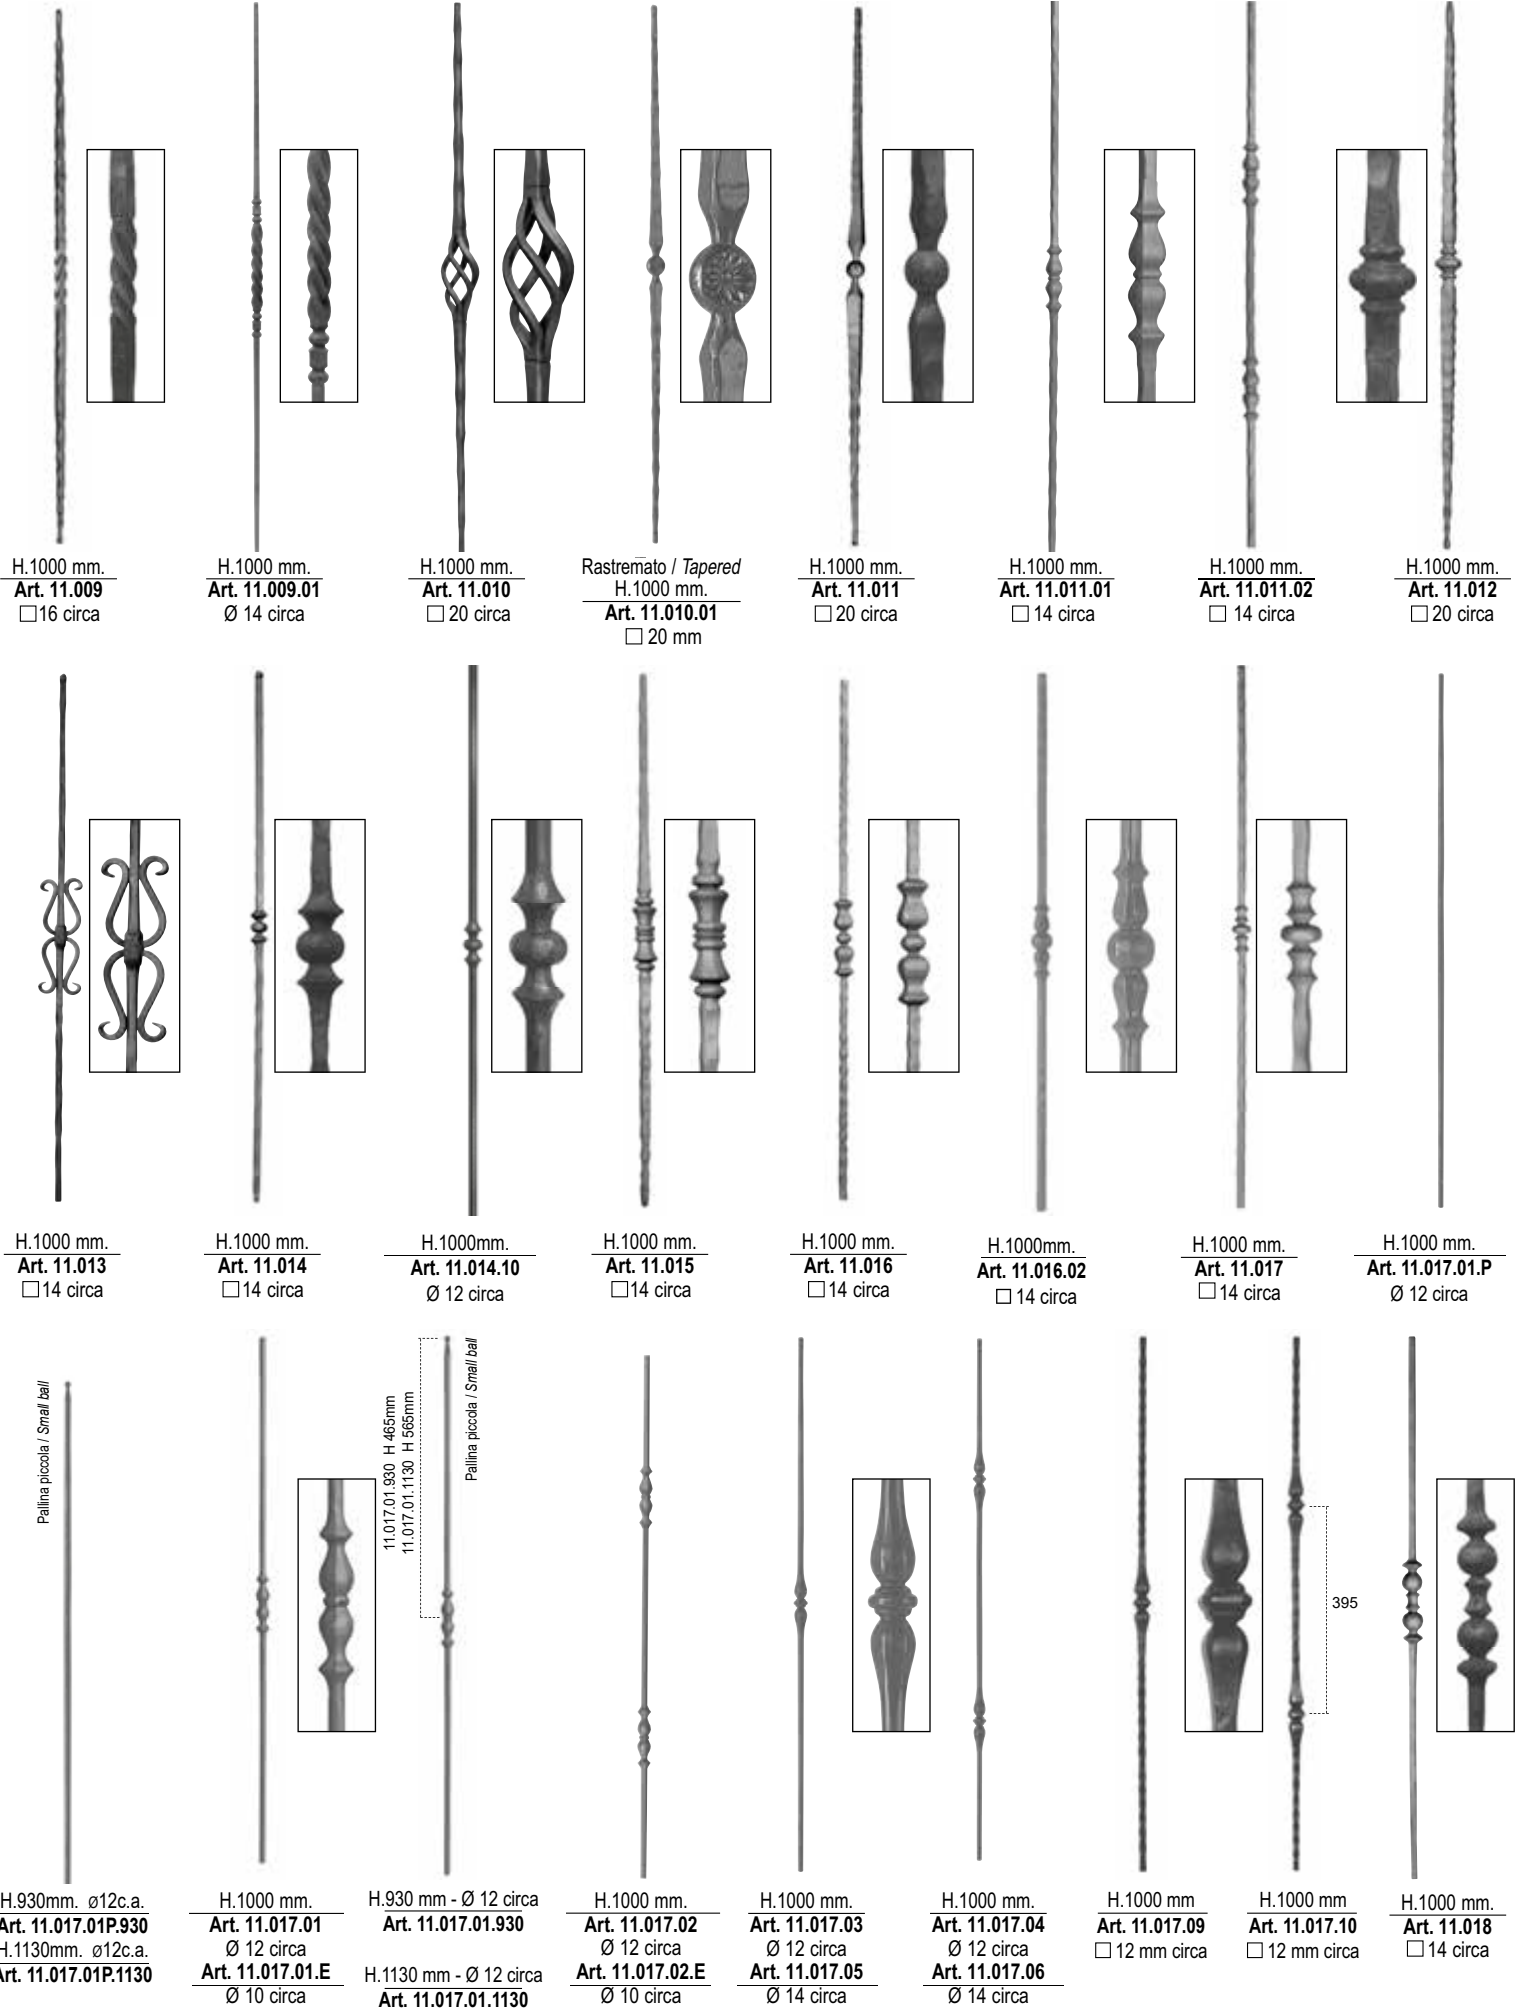 H.1000 mm.
Art. 11.009
□16 circa
H.1000 mm.
Art. 11.009.01
Ø 14 circa
H.1000 mm.
Art. 11.010
□ 20 circa
Rastremato / Tapered
H.1000 mm.
Art. 11.010.01
□ 20 mm
H.1000 mm.
Art. 11.011
□ 20 circa
H.1000 mm.
Art. 11.011.01
□ 14 circa
H.1000 mm.
Art. 11.011.02
□ 14 circa
H.1000 mm.
Art. 11.012
□ 20 circa
H.1000 mm.
Art. 11.013
□ 14 circa
H.1000 mm.
Art. 11.014
□ 14 circa
H.1000mm.
Art. 11.014.10
Ø 12 circa
H.1000 mm.
Art. 11.015
□ 14 circa
H.1000 mm.
Art. 11.016
□ 14 circa
H.1000mm.
Art. 11.016.02
□ 14 circa
H.1000 mm.
Art. 11.017
□ 14 circa
H.1000 mm.
Art. 11.017.01.P
Ø 12 circa
Pallina piccola / Small ball
11.017.01.930 H 465mm
11.017.01.1130 H 565mm
Pallina piccola / Small ball
395
H.930mm. ø12c.a.
Art. 11.017.01P.930
H.1130mm. ø12c.a.
Art. 11.017.01P.1130
H.1000 mm.
Art. 11.017.01
Ø 12 circa
Art. 11.017.01.E
Ø 10 circa
H.930 mm - Ø 12 circa
Art. 11.017.01.930
H.1130 mm - Ø 12 circa
Art. 11.017.01.1130
H.1000 mm.
Art. 11.017.02
Ø 12 circa
Art. 11.017.02.E
Ø 10 circa
H.1000 mm.
Art. 11.017.03
Ø 12 circa
Art. 11.017.05
Ø 14 circa
H.1000 mm.
Art. 11.017.04
Ø 12 circa
Art. 11.017.06
Ø 14 circa
H.1000 mm
Art. 11.017.09
□ 12 mm circa
H.1000 mm
Art. 11.017.10
□ 12 mm circa
H.1000 mm.
Art. 11.018
□ 14 circa